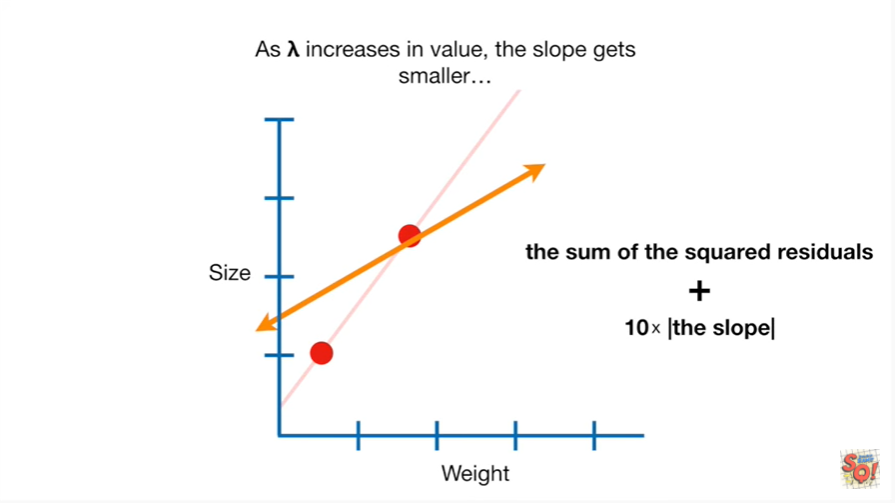 As λ increases in value, the slope gets
smaller…
Size
the sum of the squared residuals
+
10× |the slope|
Weight
SQ!